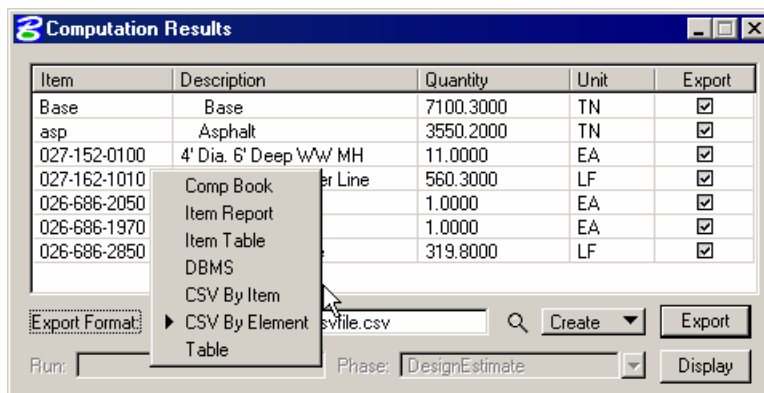 Computation Results
Item Description Quantity Unit Export
Base Base 7100.3000 TN
asp Asphalt 3550.2000 TN
027-152-0100 4' Dia. 6' Deep WW MH 11.0000 EA
027-162-1010 er Line 560.3000 LF
026-686-2050 1.0000 EA
026-686-1970 1.0000 EA
026-686-2850 319.8000 LF
Comp Book
Item Report
Item Table
DBMS
CSV By Item
CSV By Element
Table
Export Format: svfile.csv Create Export
Run: Phase: DesignEstimate Display